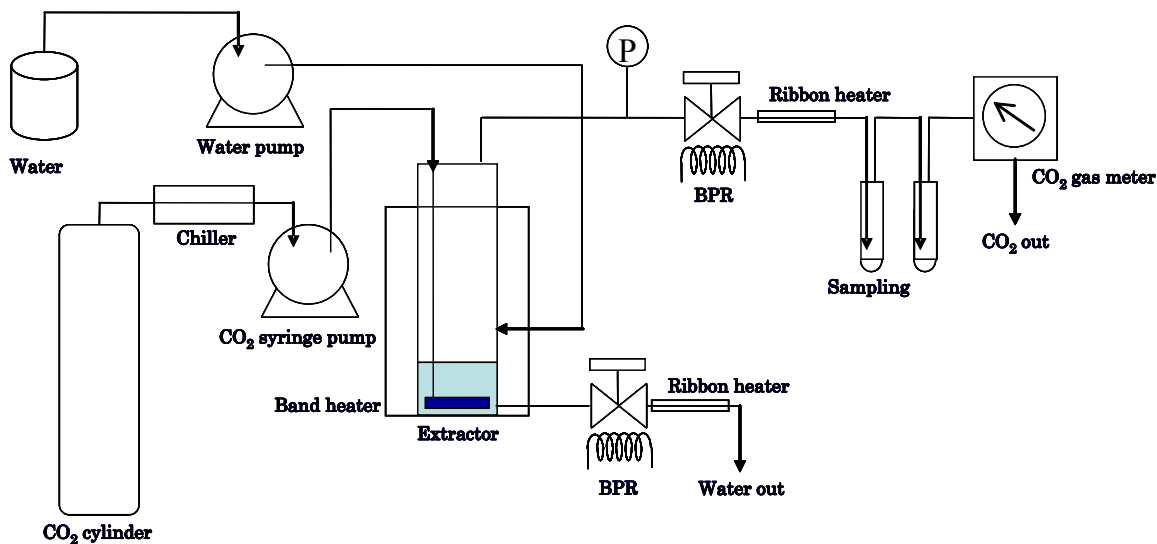 P
Ribbon heater
Water pump
Water
BPR
CO₂ gas meter
Chiller
CO₂ out
Sampling
CO₂ syringe pump
Ribbon heater
Band heater
Extractor
BPR
Water out
CO₂ cylinder